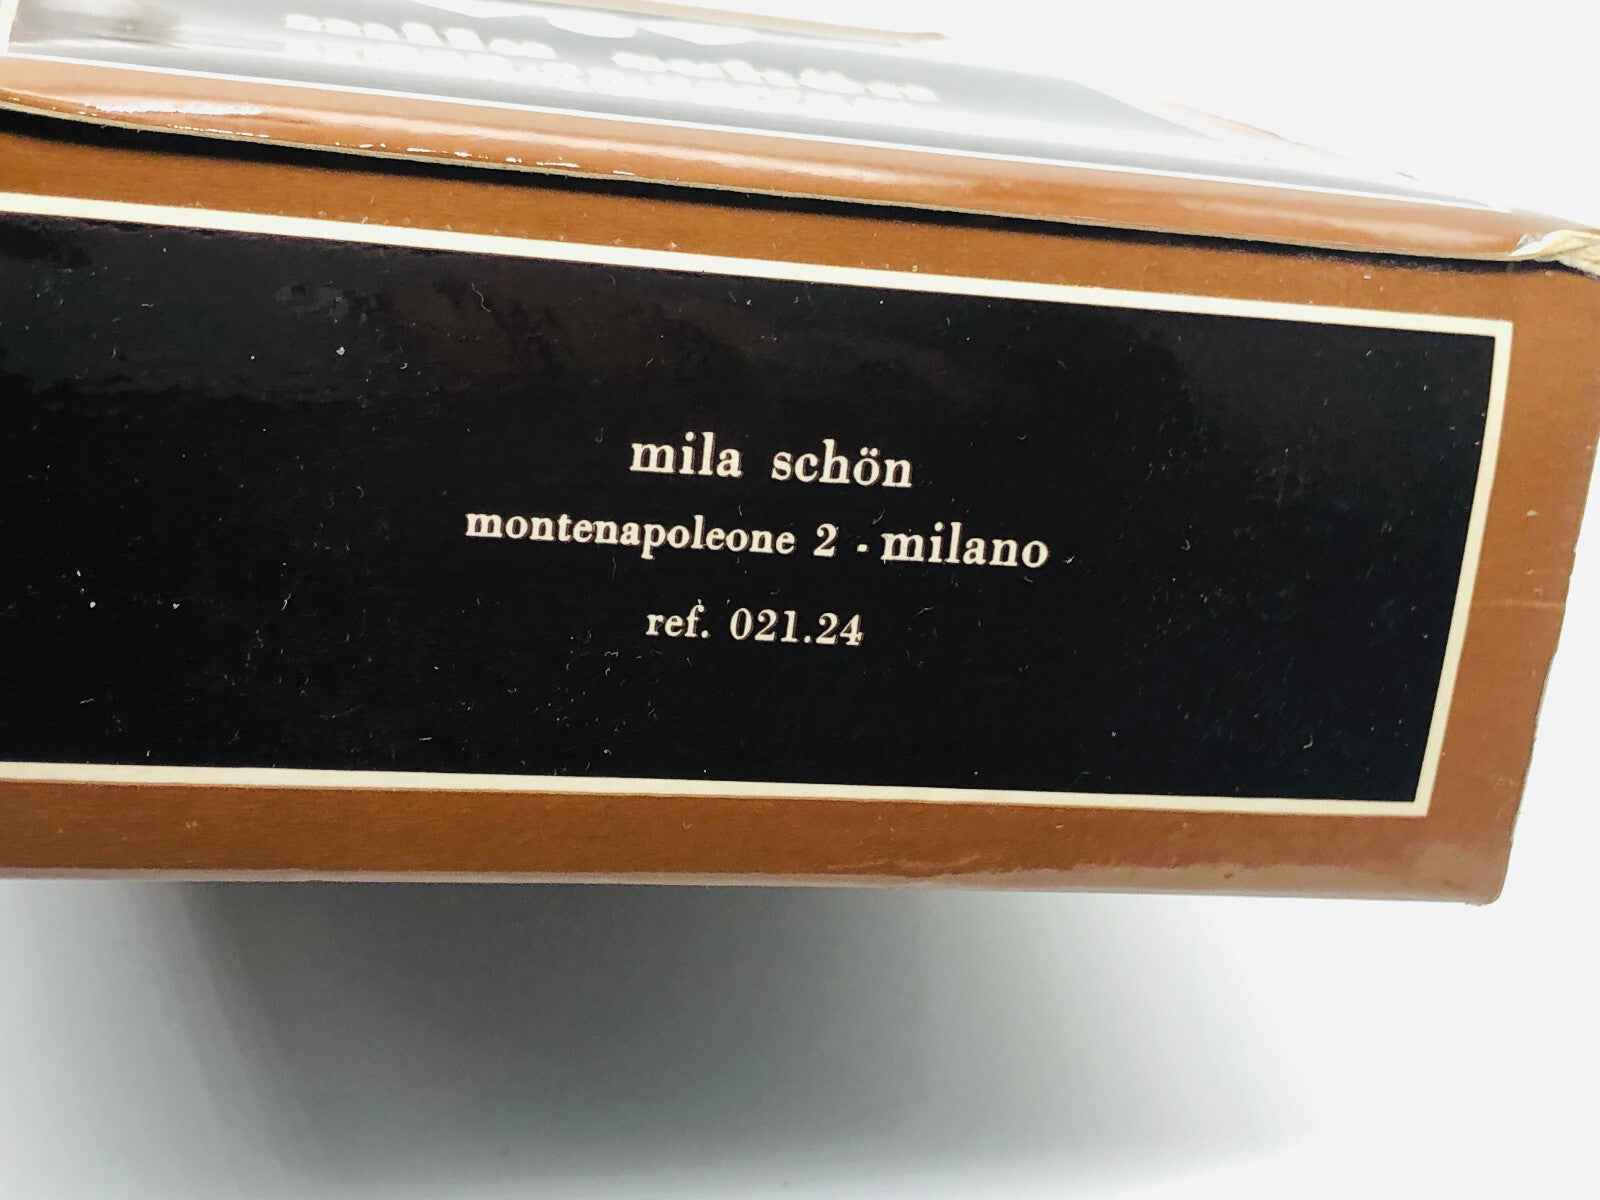 mila schön
montenapoleone 2 - milano
ref. 021.24